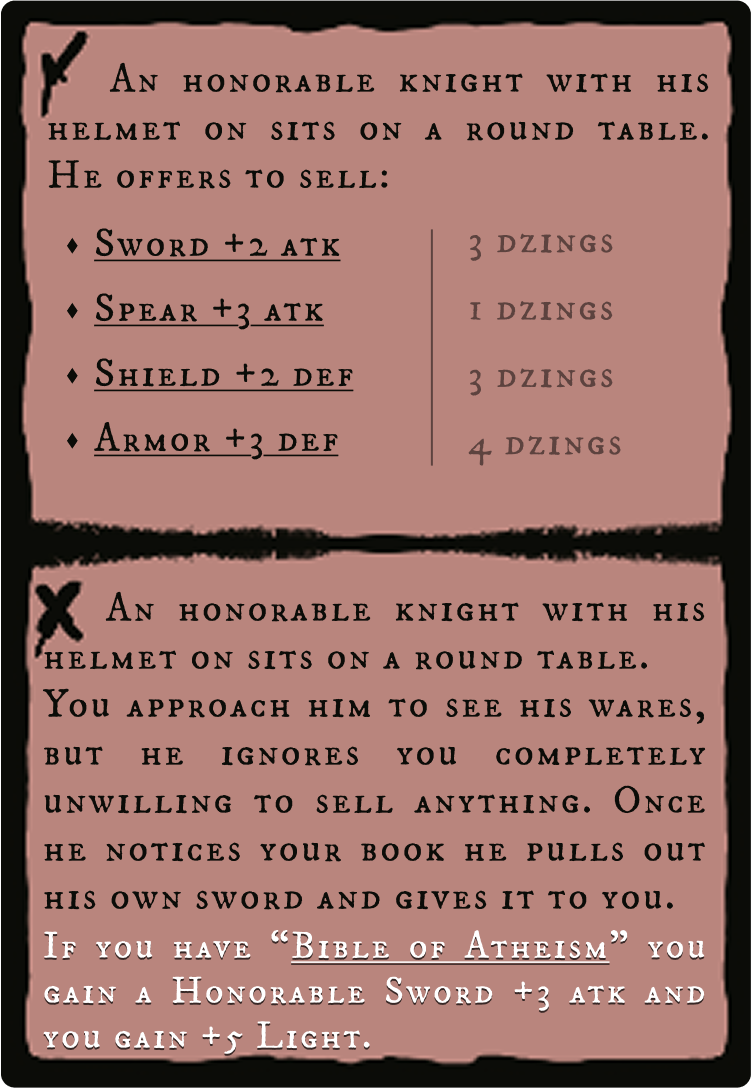 An honorable knight with his
helmet on sits on a round table.
He offers to sell:
♦ Sword +2 atk 3 dzings
♦ Spear +3 atk 1 dzings
♦ Shield +2 def 3 dzings
♦ Armor +3 def 4 dzings
An honorable knight with his
helmet on sits on a round table.
You approach him to see his wares,
but he ignores you completely
unwilling to sell anything. Once
he notices your book he pulls out
his own sword and gives it to you.
If you have “Bible of Atheism” you
gain a Honorable Sword +3 atk and
you gain +5 Light.